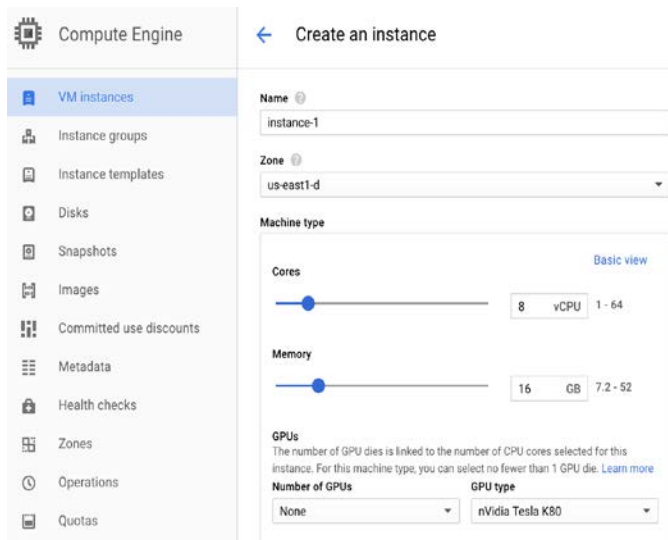 Compute Engine
Create an instance
VM instances
Instance groups
Instance templates
Disks
Snapshots
Images
Committed use discounts
Metadata
Health checks
Zones
Operations
Quotas
Name
instance-1
Zone
us-east1-d
Machine type
Basic view
Cores
8 vCPU 1 - 64
Memory
16 GB 7.2 - 52
GPUs
The number of GPU dies is linked to the number of CPU cores selected for this
instance. For this machine type, you can select no fewer than 1 GPU die. Learn more
Number of GPUs GPU type
None nVidia Tesla K80